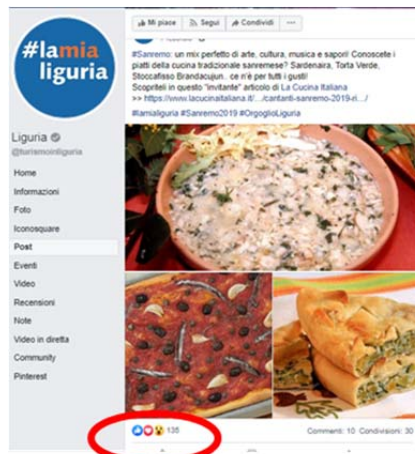 Mi piace Segui Condividi ...
#lamia
liguria
#Sanremo: un mix perfetto di arte, cultura, musica e sapori! Conoscete i
piatti della cucina tradizionale sanremese? Sardenaira, Torta Verde,
Stoccafisso Brandacujun.. ce n'è per tutti i gusti!
Scopriteli in questo "invitante" articolo di La Cucina Italiana
>> https://www.lacucinaitaliana.it/.../cantanti-sanremo-2019-ri.../
#lamialiguria #Sanremo2019 #OrgoglioLiguria
Liguria
@turismoinliguria
Home
Informazioni
Foto
Iconosquare
Post
Eventi
Video
Recensioni
Note
Video in diretta
Community
Pinterest
135
Commenti: 10 Condivisioni: 30